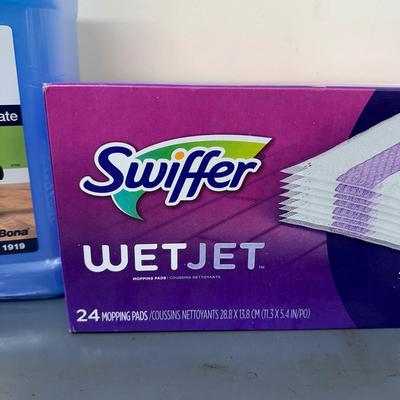 ate
Bona
1919
Swiffer
WETJET™
MOPPING PADS / COUSSINS NETTOYANTS
24 MOPPING PADS/COUSSINS NETTOYANTS 28.8 X 13.8 CM (11.3 X 5.4 IN/PO)